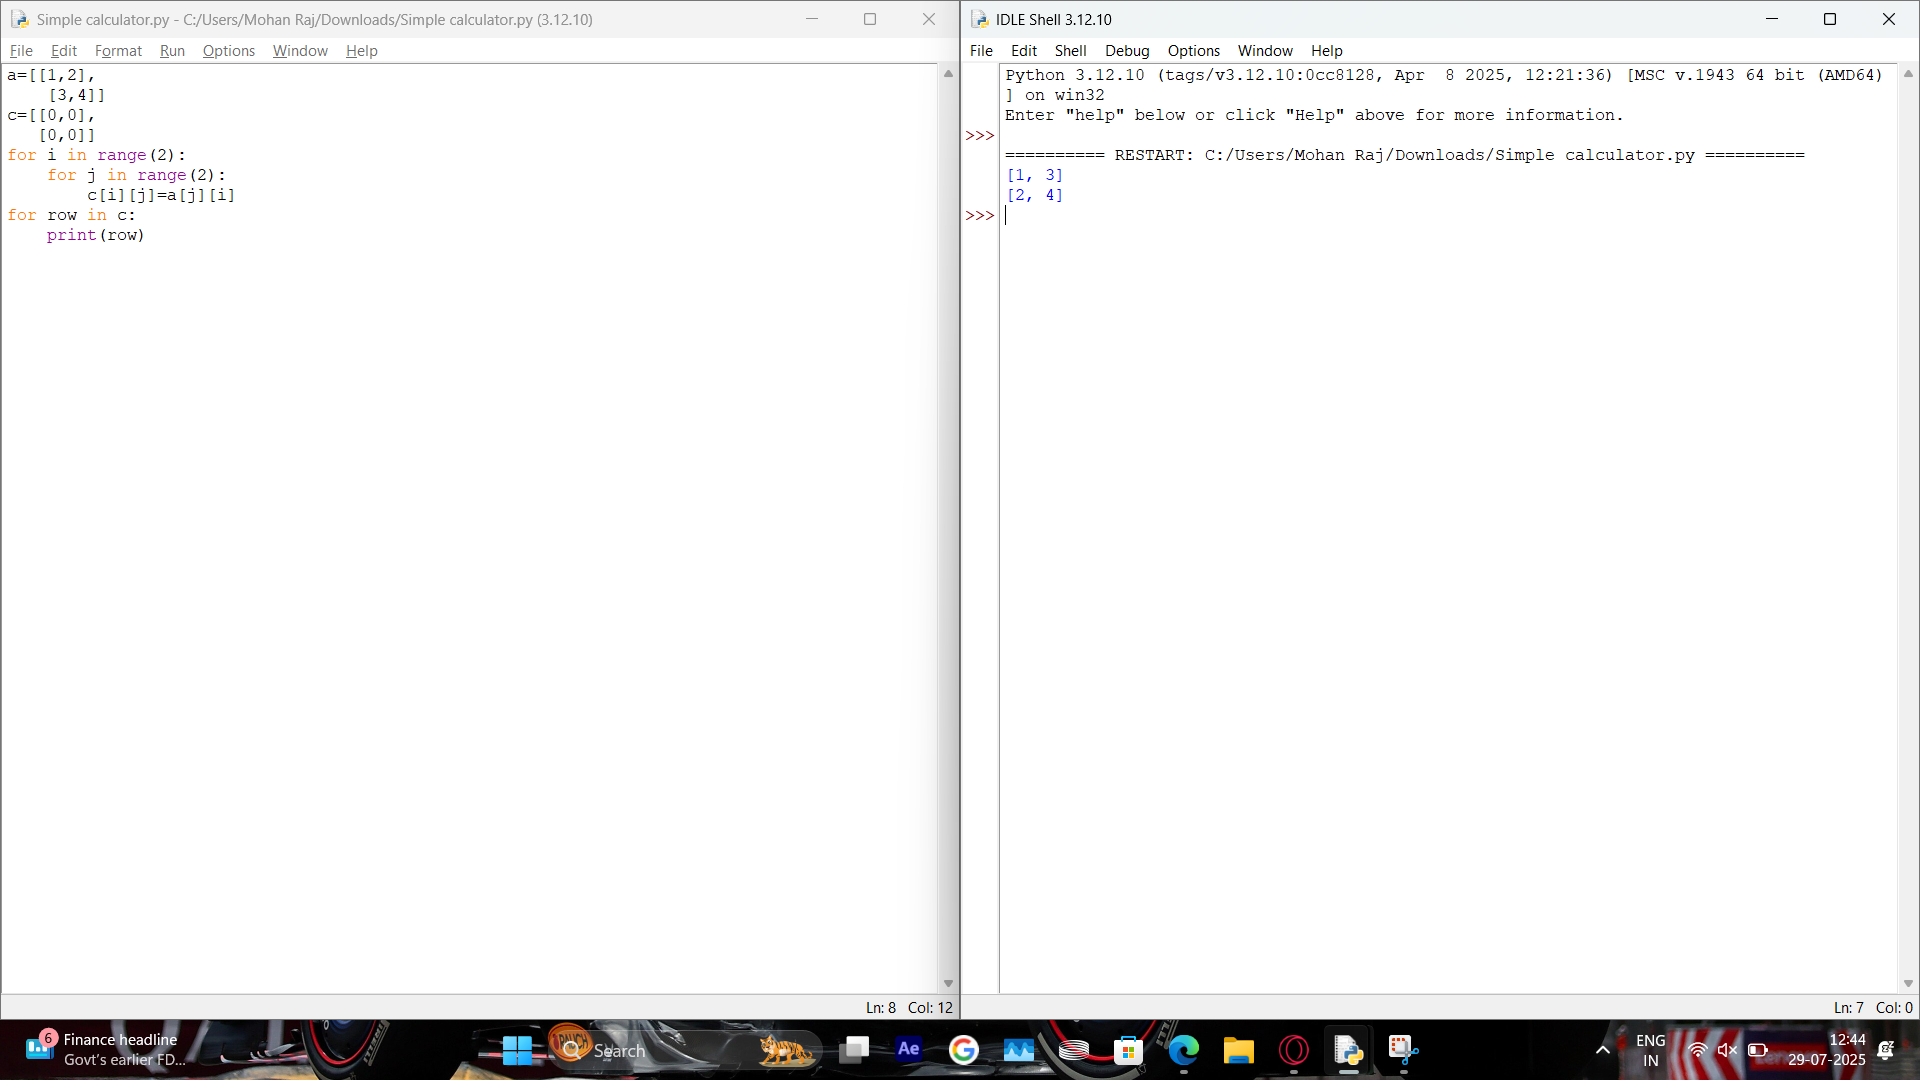 Simple calculator.py - C:/Users/Mohan Raj/Downloads/Simple calculator.py (3.12.10)
File Edit Format Run Options Window Help
a=[[1,2],
    [3,4]]
c=[[0,0],
   [0,0]]
for i in range(2):
    for j in range(2):
        c[i][j]=a[j][i]
for row in c:
    print(row)
Ln: 8 Col: 12
IDLE Shell 3.12.10
File Edit Shell Debug Options Window Help
Python 3.12.10 (tags/v3.12.10:0cc8128, Apr  8 2025, 12:21:36) [MSC v.1943 64 bit (AMD64)
] on win32
Enter "help" below or click "Help" above for more information.
>>>
========== RESTART: C:/Users/Mohan Raj/Downloads/Simple calculator.py ==========
[1, 3]
[2, 4]
>>>
Ln: 7 Col: 0
6
Finance headline
Govt's earlier FD...
Search
Ae
ENG
IN
12:44
29-07-2025